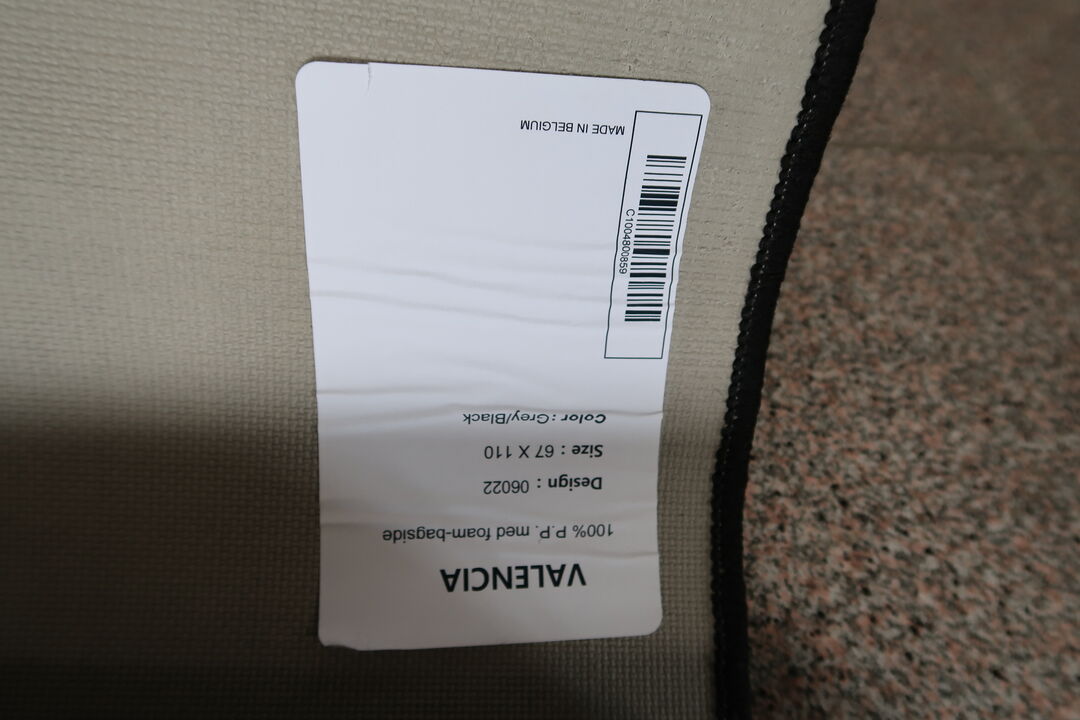 VALENCIA
100% P.P. med foam-bagside
Design : 06022
Size : 67 X 110
Color : Grey/Black
C1004800859
MADE IN BELGIUM